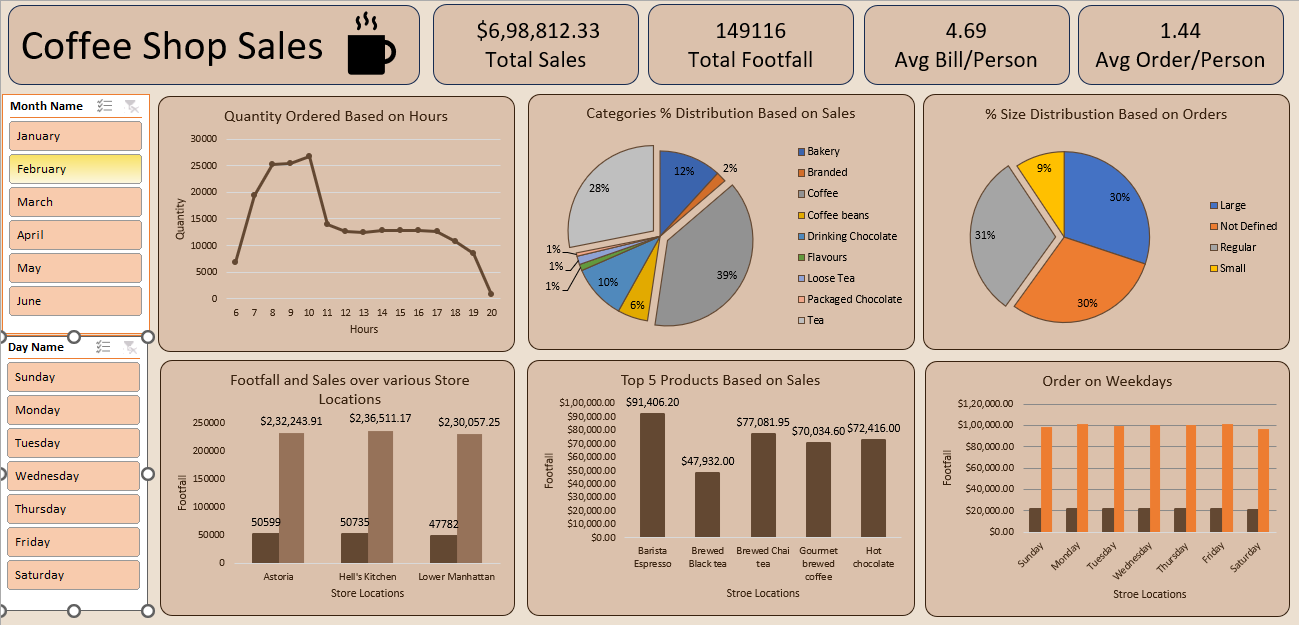 Coffee Shop Sales
$6,98,812.33
Total Sales
149116
Total Footfall
4.69
Avg Bill/Person
1.44
Avg Order/Person
Month Name
January
February
March
April
May
June
Day Name
Sunday
Monday
Tuesday
Wednesday
Thursday
Friday
Saturday
Quantity Ordered Based on Hours
Quantity
30000
25000
20000
15000
10000
5000
0
6 7 8 9 10 11 12 13 14 15 16 17 18 19 20
Hours
Categories % Distribution Based on Sales
12%
2%
39%
6%
10%
1%
1%
1%
28%
Bakery
Branded
Coffee
Coffee beans
Drinking Chocolate
Flavours
Loose Tea
Packaged Chocolate
Tea
% Size Distribustion Based on Orders
30%
30%
31%
9%
Large
Not Defined
Regular
Small
Footfall and Sales over various Store
Locations
Footfall
250000
200000
150000
100000
50000
0
$2,32,243.91
$2,36,511.17
$2,30,057.25
50599
50735
47782
Astoria
Hell's Kitchen
Lower Manhattan
Store Locations
Top 5 Products Based on Sales
Footfall
$1,00,000.00
$90,000.00
$80,000.00
$70,000.00
$60,000.00
$50,000.00
$40,000.00
$30,000.00
$20,000.00
$10,000.00
$0.00
$91,406.20
$47,932.00
$77,081.95
$70,034.60
$72,416.00
Barista
Espresso
Brewed
Black tea
Brewed Chai
tea
Gourmet
brewed
coffee
Hot
chocolate
Stroe Locations
Order on Weekdays
Footfall
$1,20,000.00
$1,00,000.00
$80,000.00
$60,000.00
$40,000.00
$20,000.00
$0.00
Sunday
Monday
Tuesday
Wednesday
Thursday
Friday
Saturday
Stroe Locations